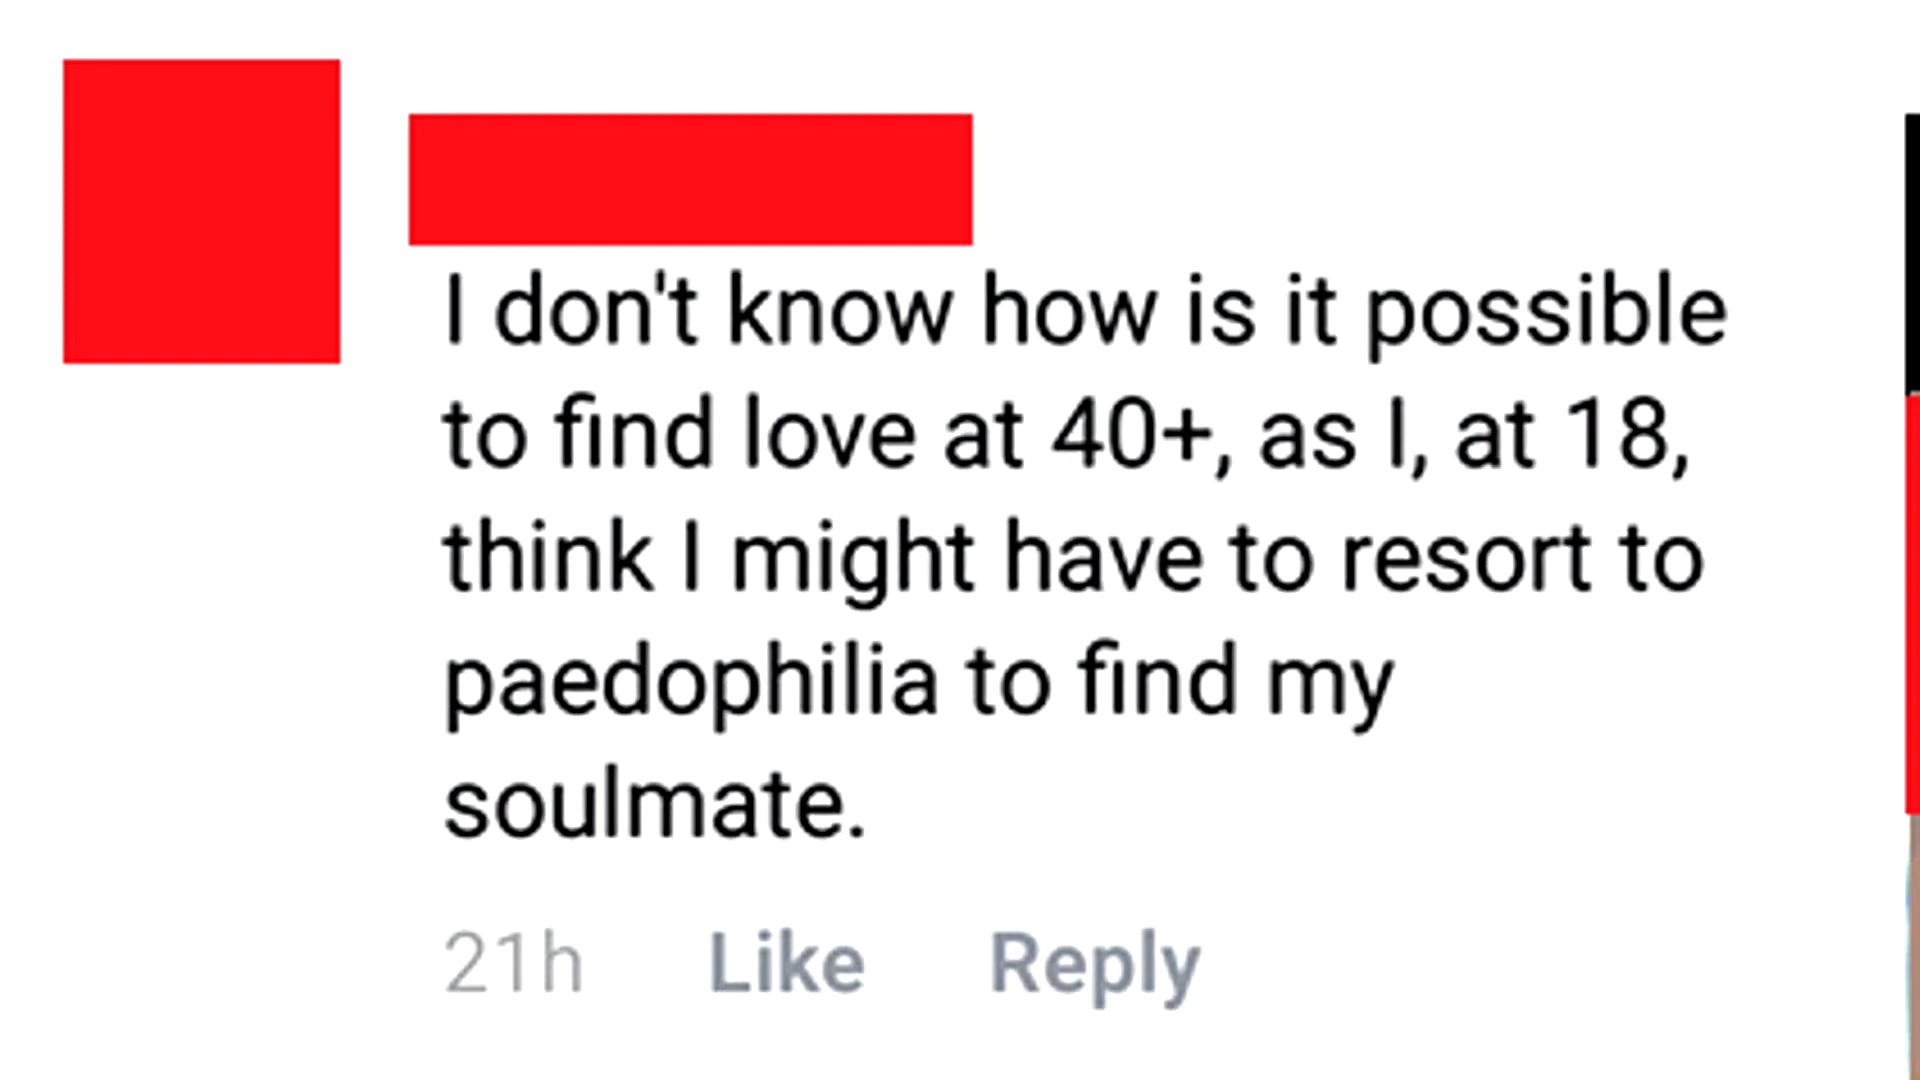 I don't know how is it possible
to find love at 40+, as I, at 18,
think I might have to resort to
paedophilia to find my
soulmate.
21h Like Reply